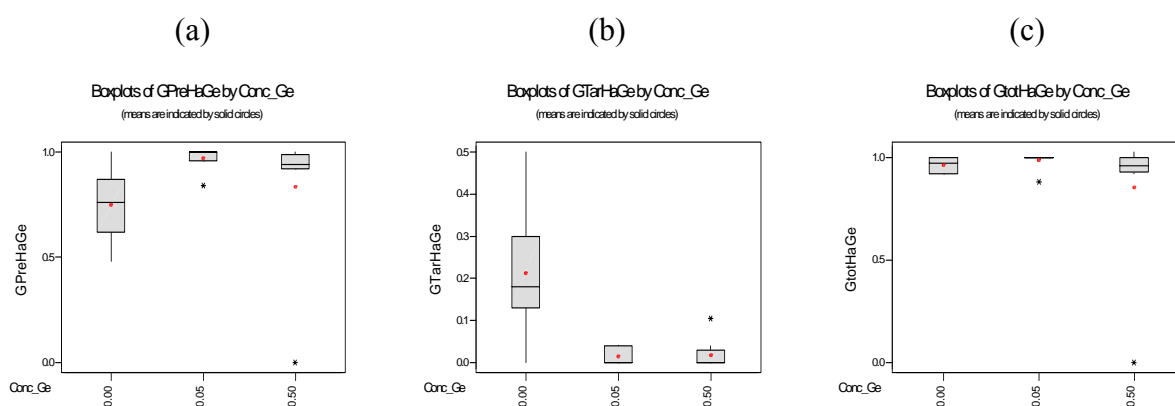 (a)
Boxplots of GPreHaGe by Conc_Ge
(means are indicated by solid circles)
1.0
0.5
0.0
GPreHaGe
Conc_Ge
0.00
0.05
0.50
(b)
Boxplots of GTarHaGe by Conc_Ge
(means are indicated by solid circles)
0.5
0.4
0.3
0.2
0.1
0.0
GTarHaGe
Conc_Ge
0.00
0.05
0.50
(c)
Boxplots of GtotHaGe by Conc_Ge
(means are indicated by solid circles)
1.0
0.5
0.0
GtotHaGe
Conc_Ge
0.00
0.05
0.50